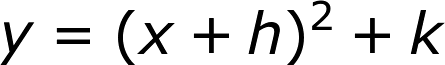 y = (x + h)² + k